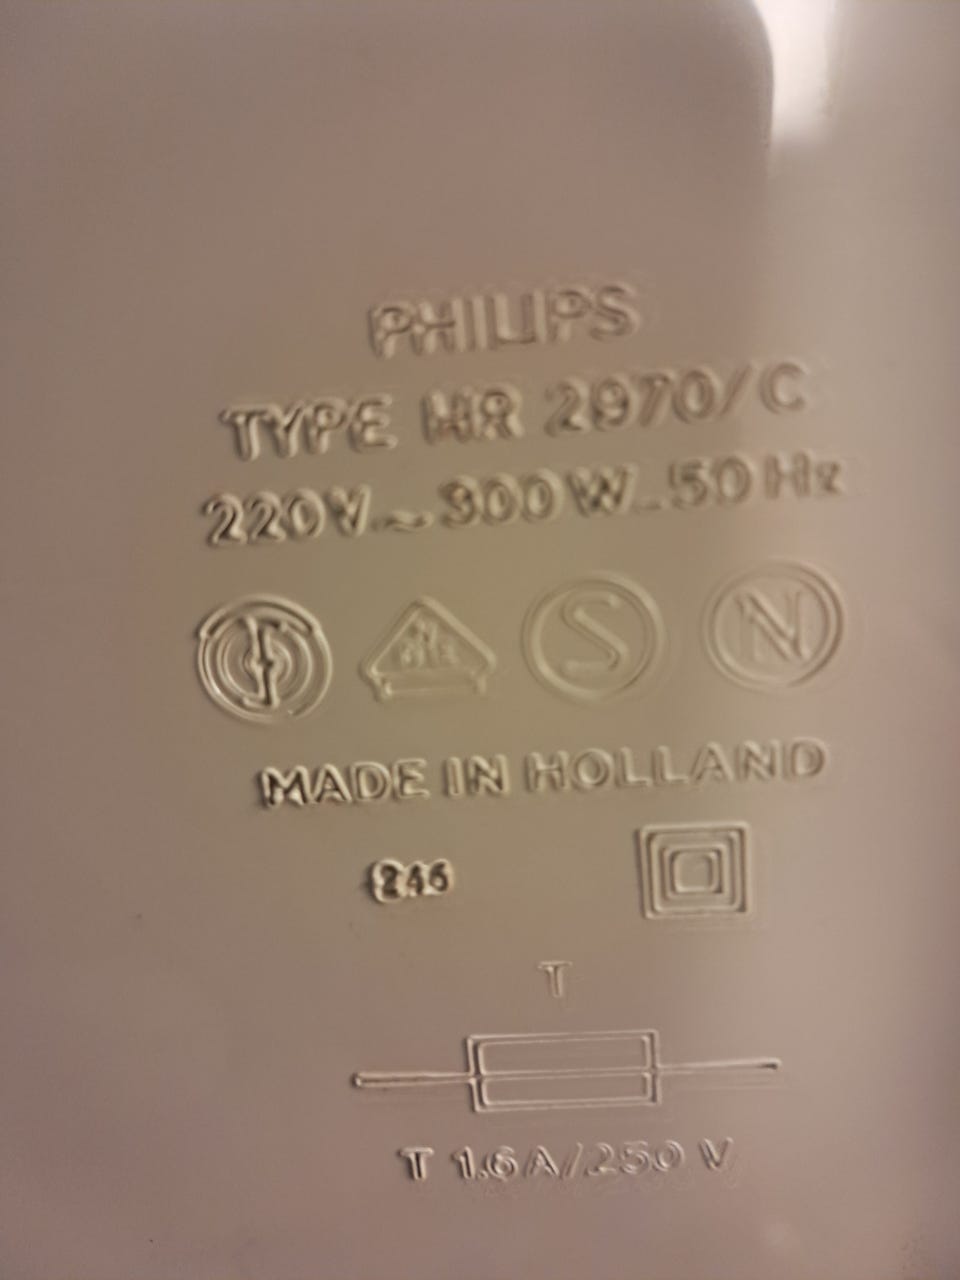 PHILIPS
TYPE HR 2970/C
220V~300W-50Hz
S N
MADE IN HOLLAND
246
T
T 1.6A/250 V